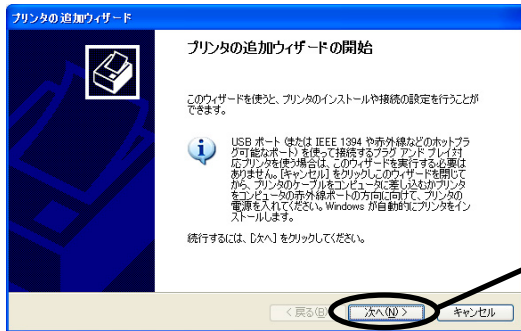 プリンタの追加ウィザード
プリンタの追加ウィザードの開始
このウィザードを使うと、プリンタのインストールや接続の設定を行うことが
できます。
USB ポート (または IEEE 1394 や赤外線などのホットプラ
グ可能なポート) を使って接続するプラグ アンド プレイ対
応プリンタを使う場合は、このウィザードを実行する必要は
ありません。[キャンセル] をクリックしこのウィザードを閉じて
から、プリンタのケーブルをコンピュータに差し込むかプリンタ
をコンピュータの赤外線ポートの方向に向けて、プリンタの
電源を入れてください。Windows が自動的にプリンタをイン
ストールします。
続行するには、[次へ] をクリックしてください。
< 戻る(B) 次へ(N) > キャンセル